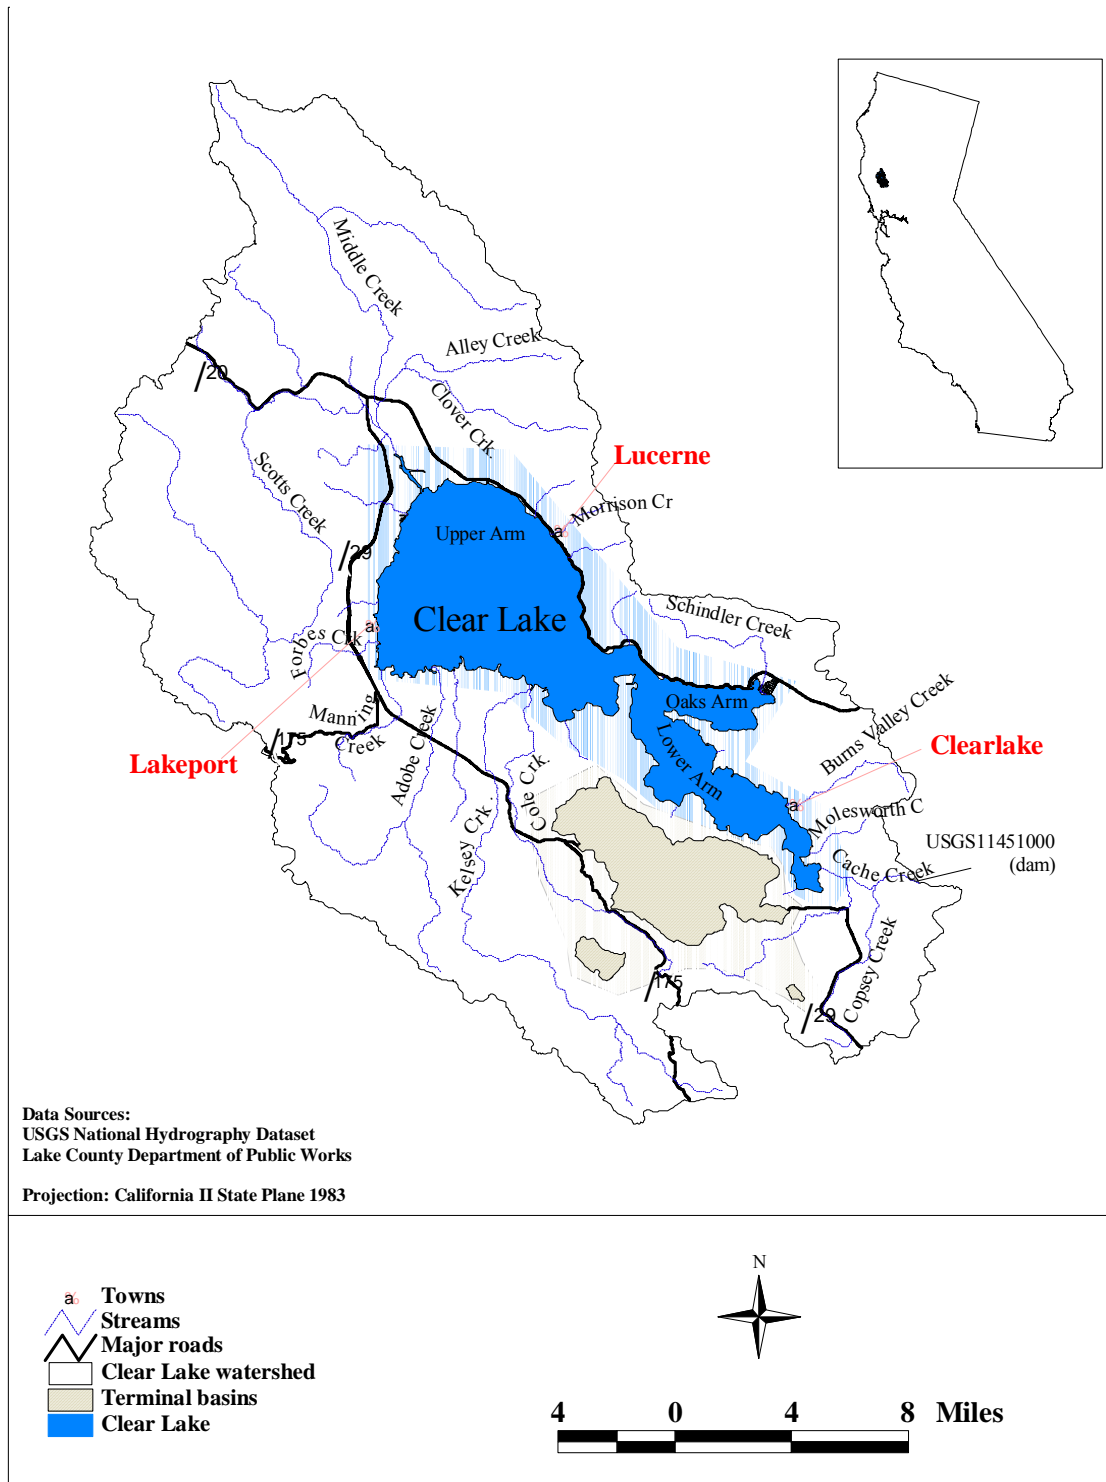 Middle Creek
Alley Creek
/20
Clover Crk.
Scotts Creek
Lucerne
Morrison Cr
a
Upper Arm
/29
Clear Lake
Schindler Creek
a
Forbes Crk
Oaks Arm
Manning
Creek
/175
Lakeport
Adobe Creek
Lower Arm
Burns Valley Creek
Clearlake
a
Cole Crk.
Kelsey Crk.
Molesworth C
USGS11451000
(dam)
Cache Creek
Copsey Creek
/175
/29
Data Sources:
USGS National Hydrography Dataset
Lake County Department of Public Works
Projection: California II State Plane 1983
N
a Towns
Streams
Major roads
Clear Lake watershed
Terminal basins
Clear Lake
4 0 4 8 Miles